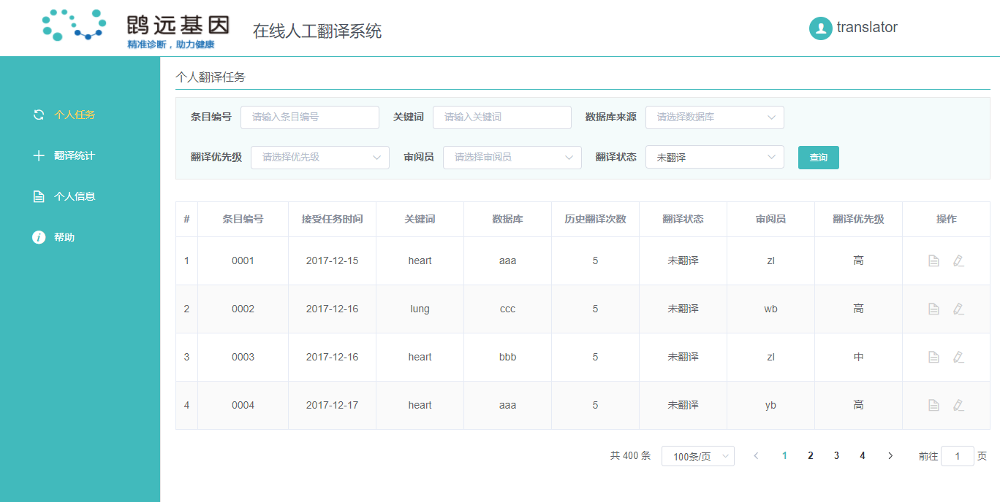 鹍远基因
精准诊断，助力健康
在线人工翻译系统
translator
个人任务
翻译统计
个人信息
帮助
个人翻译任务
条目编号 请输入条目编号 关键词 请输入关键词 数据库来源 请选择数据库
翻译优先级 请选择优先级 审阅员 请选择审阅员 翻译状态 未翻译 查询
# 条目编号 接受任务时间 关键词 数据库 历史翻译次数 翻译状态 审阅员 翻译优先级 操作
1 0001 2017-12-15 heart aaa 5 未翻译 zl 高
2 0002 2017-12-16 lung ccc 5 未翻译 wb 高
3 0003 2017-12-16 heart bbb 5 未翻译 zl 中
4 0004 2017-12-17 heart aaa 5 未翻译 yb 高
共 400 条 100条/页 1 2 3 4 前往 1 页